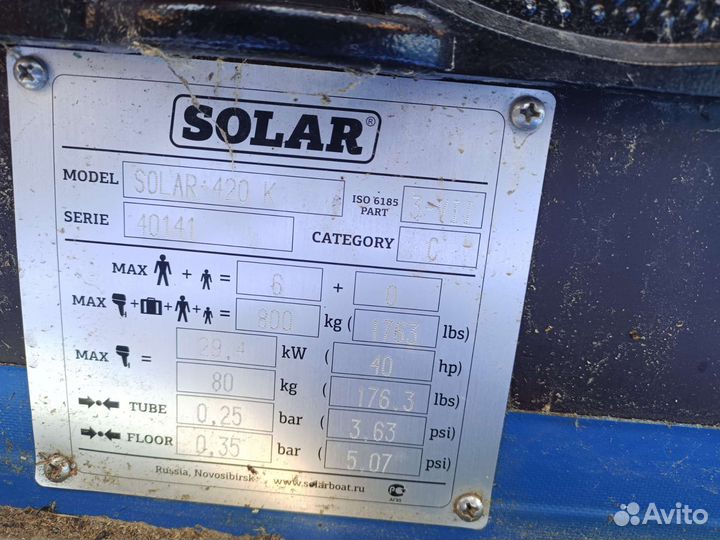 SOLAR®
MODEL SOLAR 420 K ISO 6185 PART 3-VII
SERIE 40141 CATEGORY C
MAX + = 6 + 0
MAX + + + = 800 kg (1763 lbs)
MAX = 29,4 kW (40 hp)
80 kg (176.3 lbs)
TUBE 0,25 bar (3.63 psi)
FLOOR 0,35 bar (5.07 psi)
Russia, Novosibirsk www.solarboat.ru
РСТ
Avito